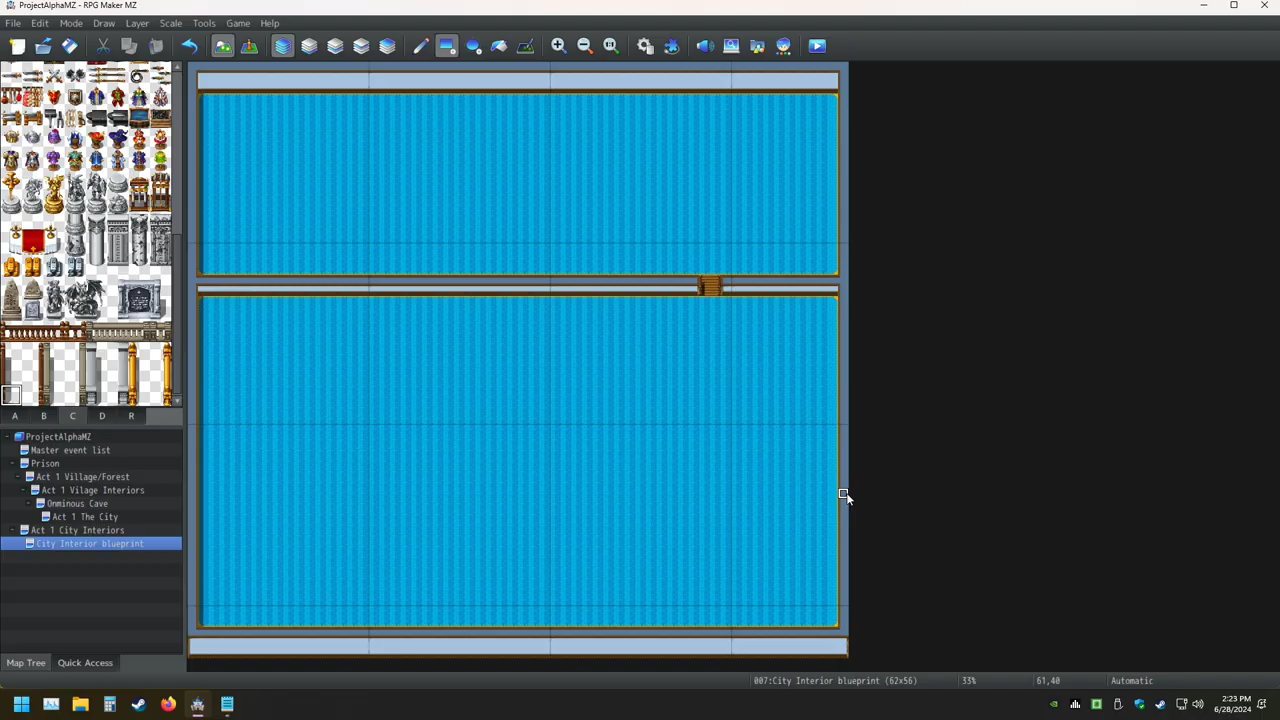 ProjectAlphaMZ - RPG Maker MZ
File Edit Mode Draw Layer Scale Tools Game Help
A B C D R
ProjectAlphaMZ
Master event list
Prison
Act 1 Village/Forest
Act 1 Vilage Interiors
Onminous Cave
Act 1 The City
Act 1 City Interiors
City Interior blueprint
Map Tree Quick Access
007:City Interior blueprint (62x56) 33% 61,40 Automatic
2:23 PM
6/28/2024